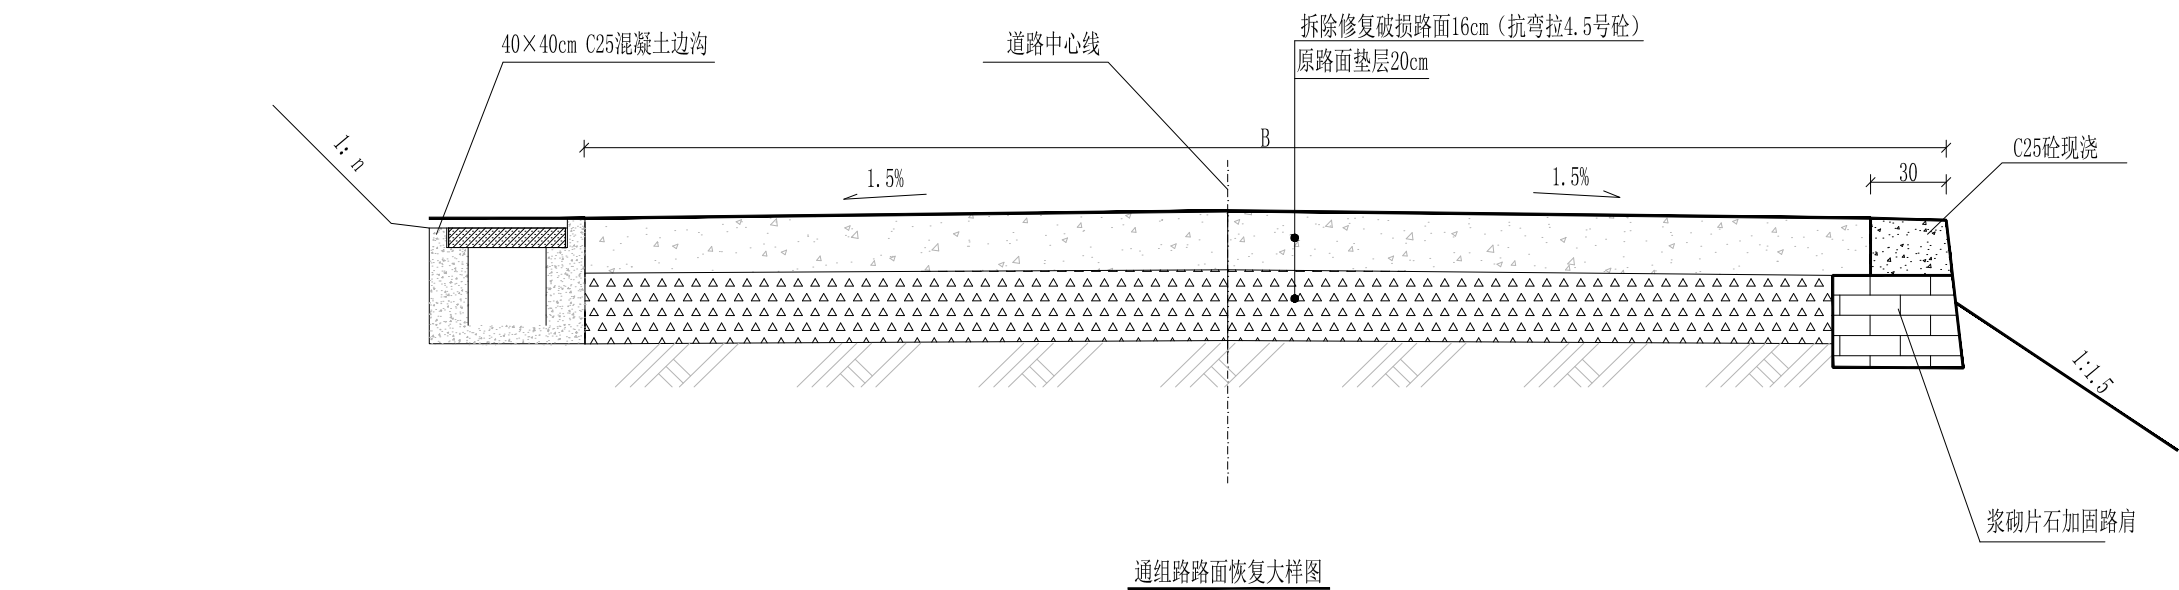 拆除修复破损路面16cm（抗弯拉4.5号砼）
40×40cm C25混凝土边沟
道路中心线
原路面垫层20cm
B
1:n
C25砼现浇
1.5%
1.5%
30
1:1.5
浆砌片石加固路肩
通组路路面恢复大样图